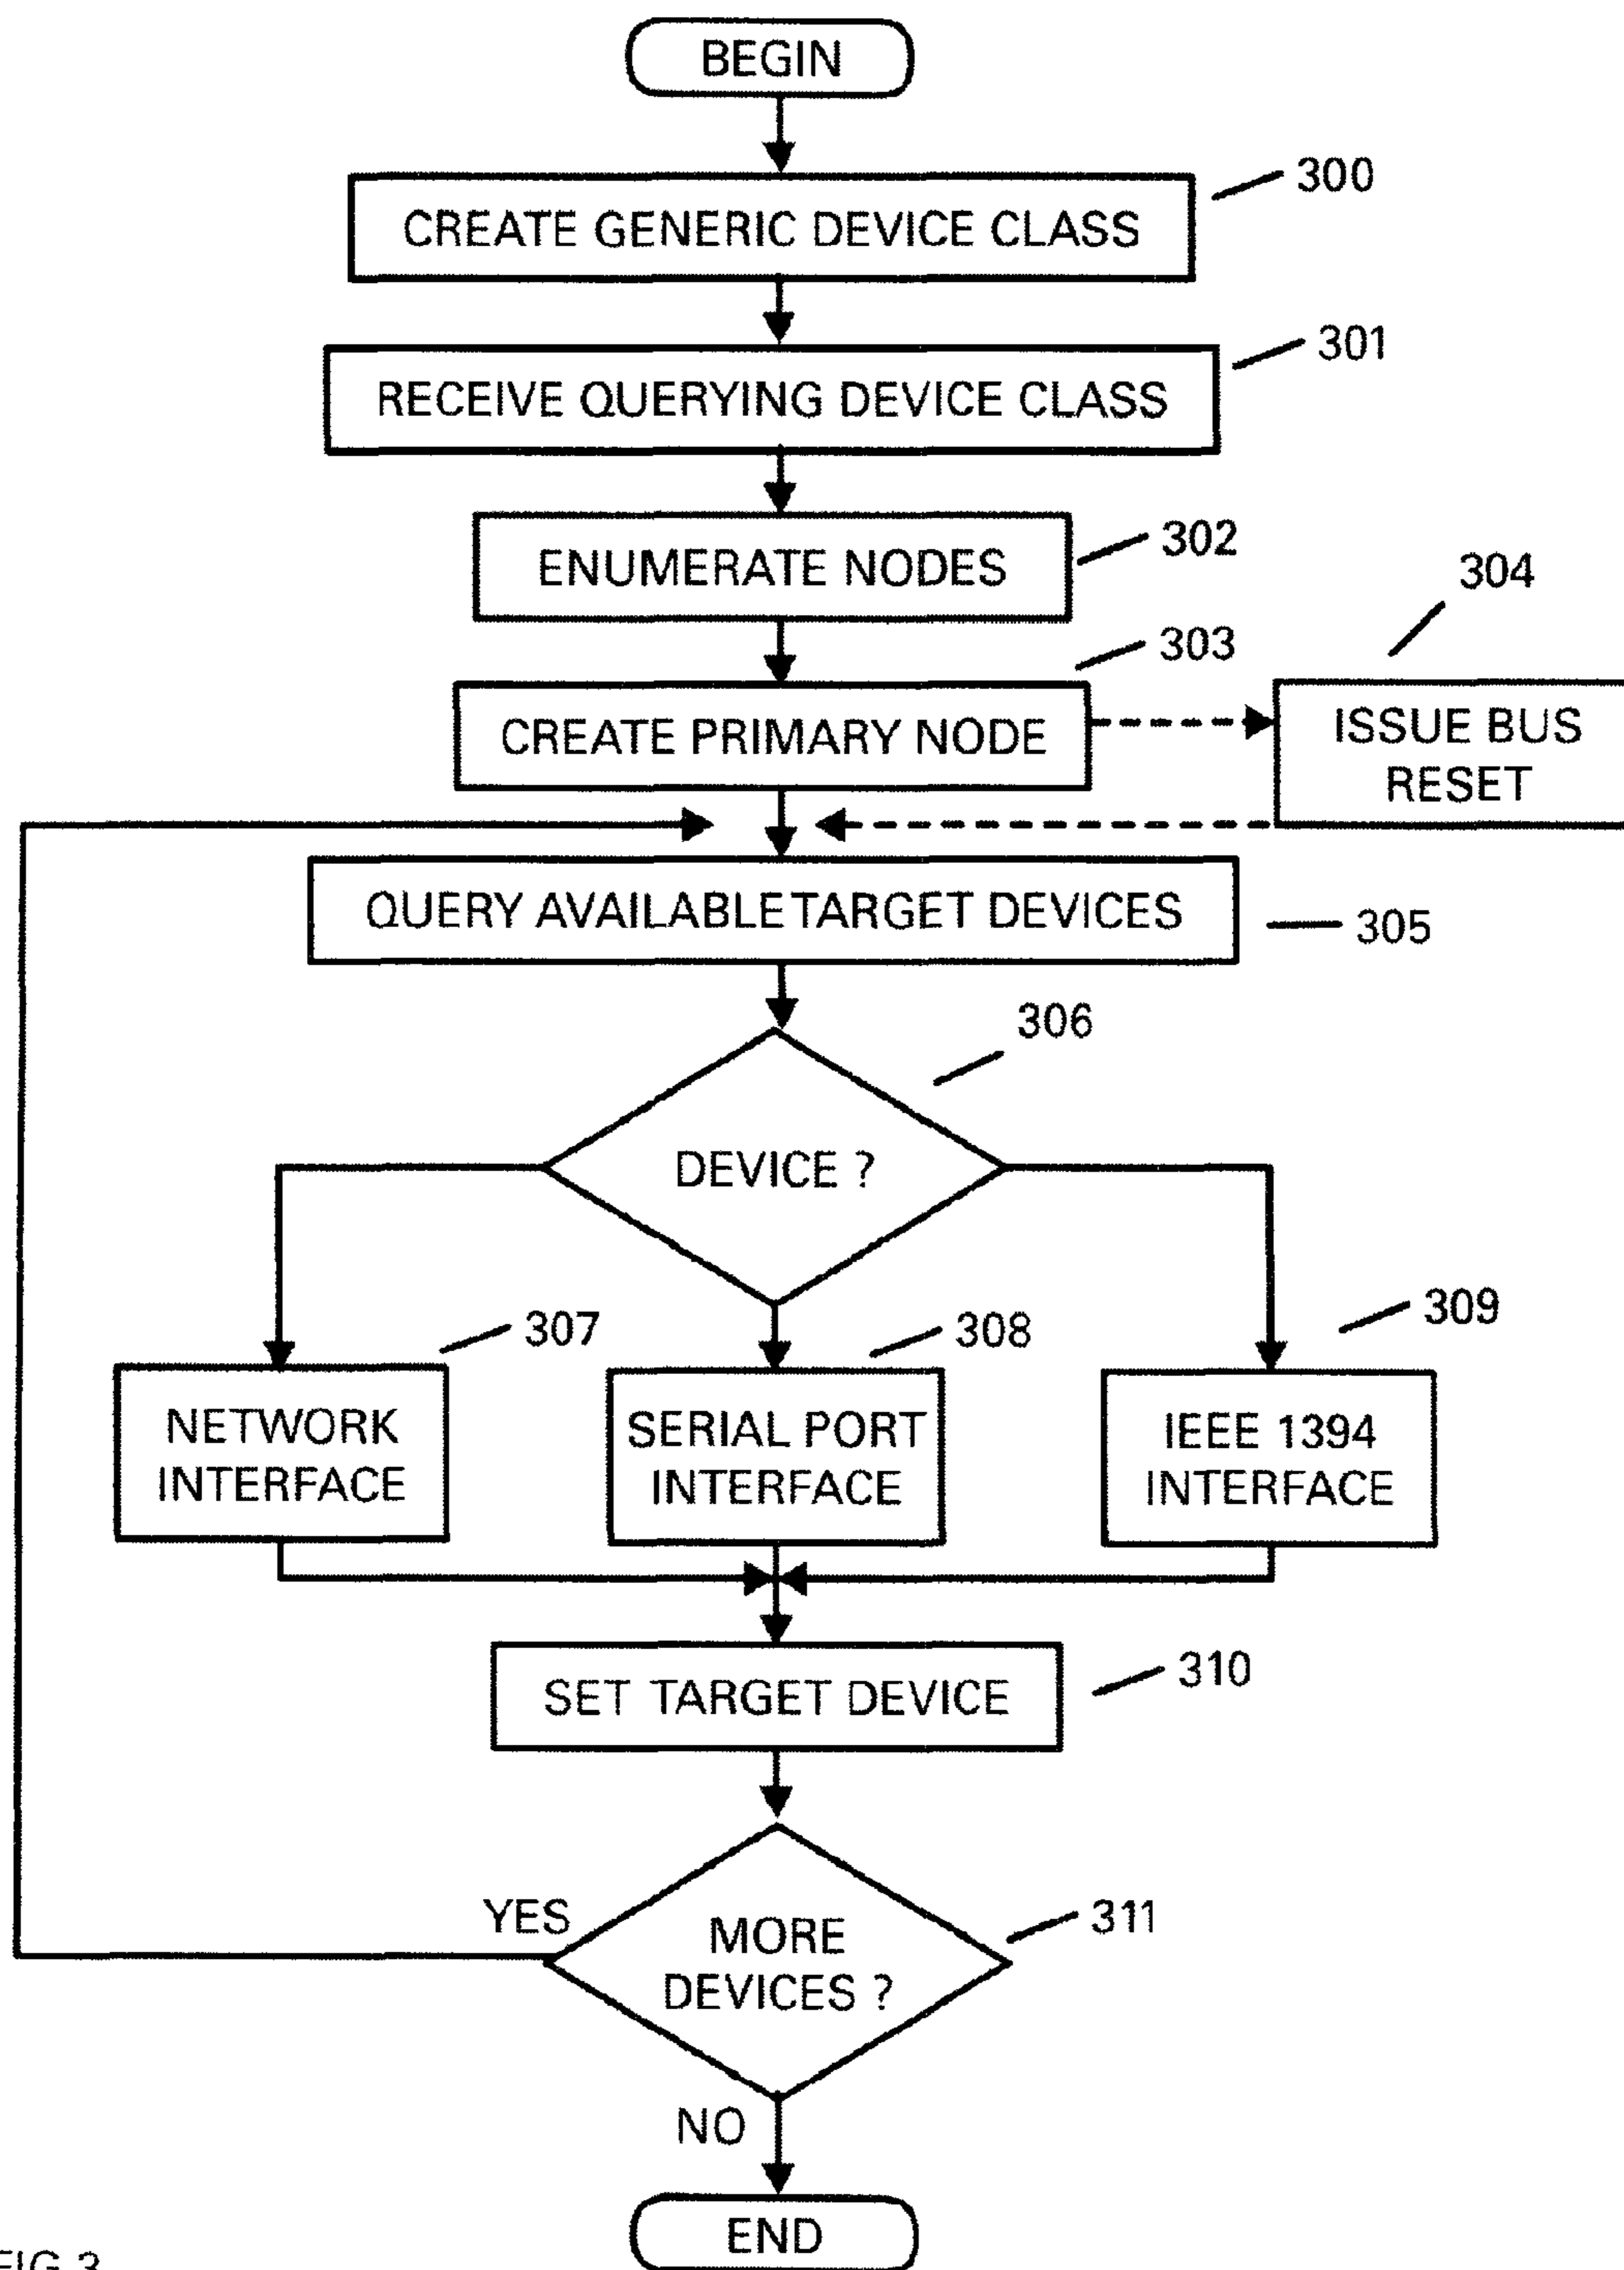 BEGIN
300
CREATE GENERIC DEVICE CLASS
301
RECEIVE QUERYING DEVICE CLASS
302
ENUMERATE NODES
303
304
CREATE PRIMARY NODE
ISSUE BUS
RESET
QUERY AVAILABLE TARGET DEVICES
305
306
DEVICE ?
307
308
309
NETWORK
INTERFACE
SERIAL PORT
INTERFACE
IEEE 1394
INTERFACE
310
SET TARGET DEVICE
YES
311
MORE
DEVICES ?
NO
END
FIG 3